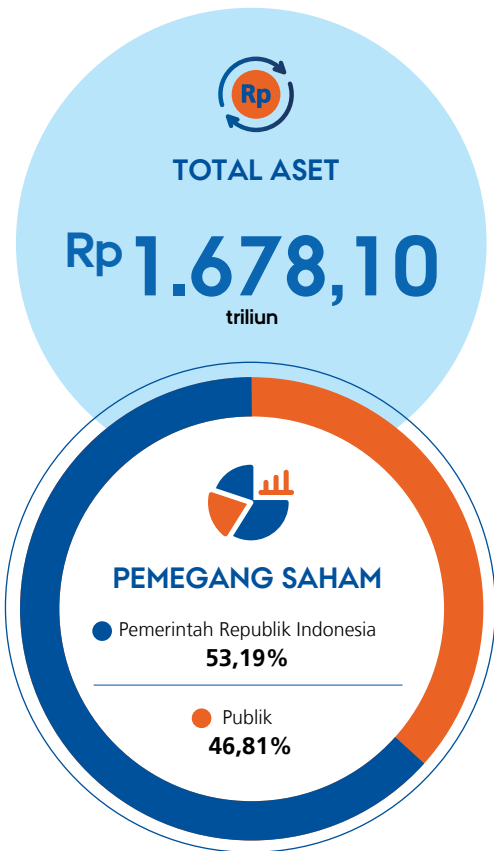 Rp
TOTAL ASET
Rp 1.678,10
triliun
PEMEGANG SAHAM
Pemerintah Republik Indonesia
53,19%
Publik
46,81%